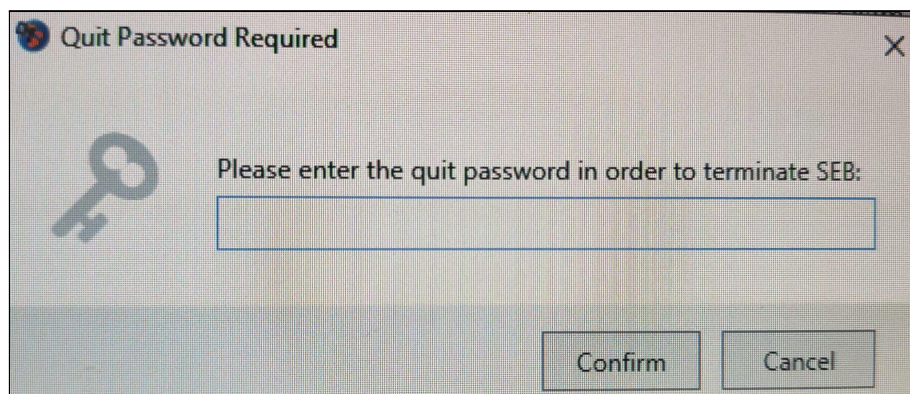 Quit Password Required
Please enter the quit password in order to terminate SEB:
Confirm
Cancel